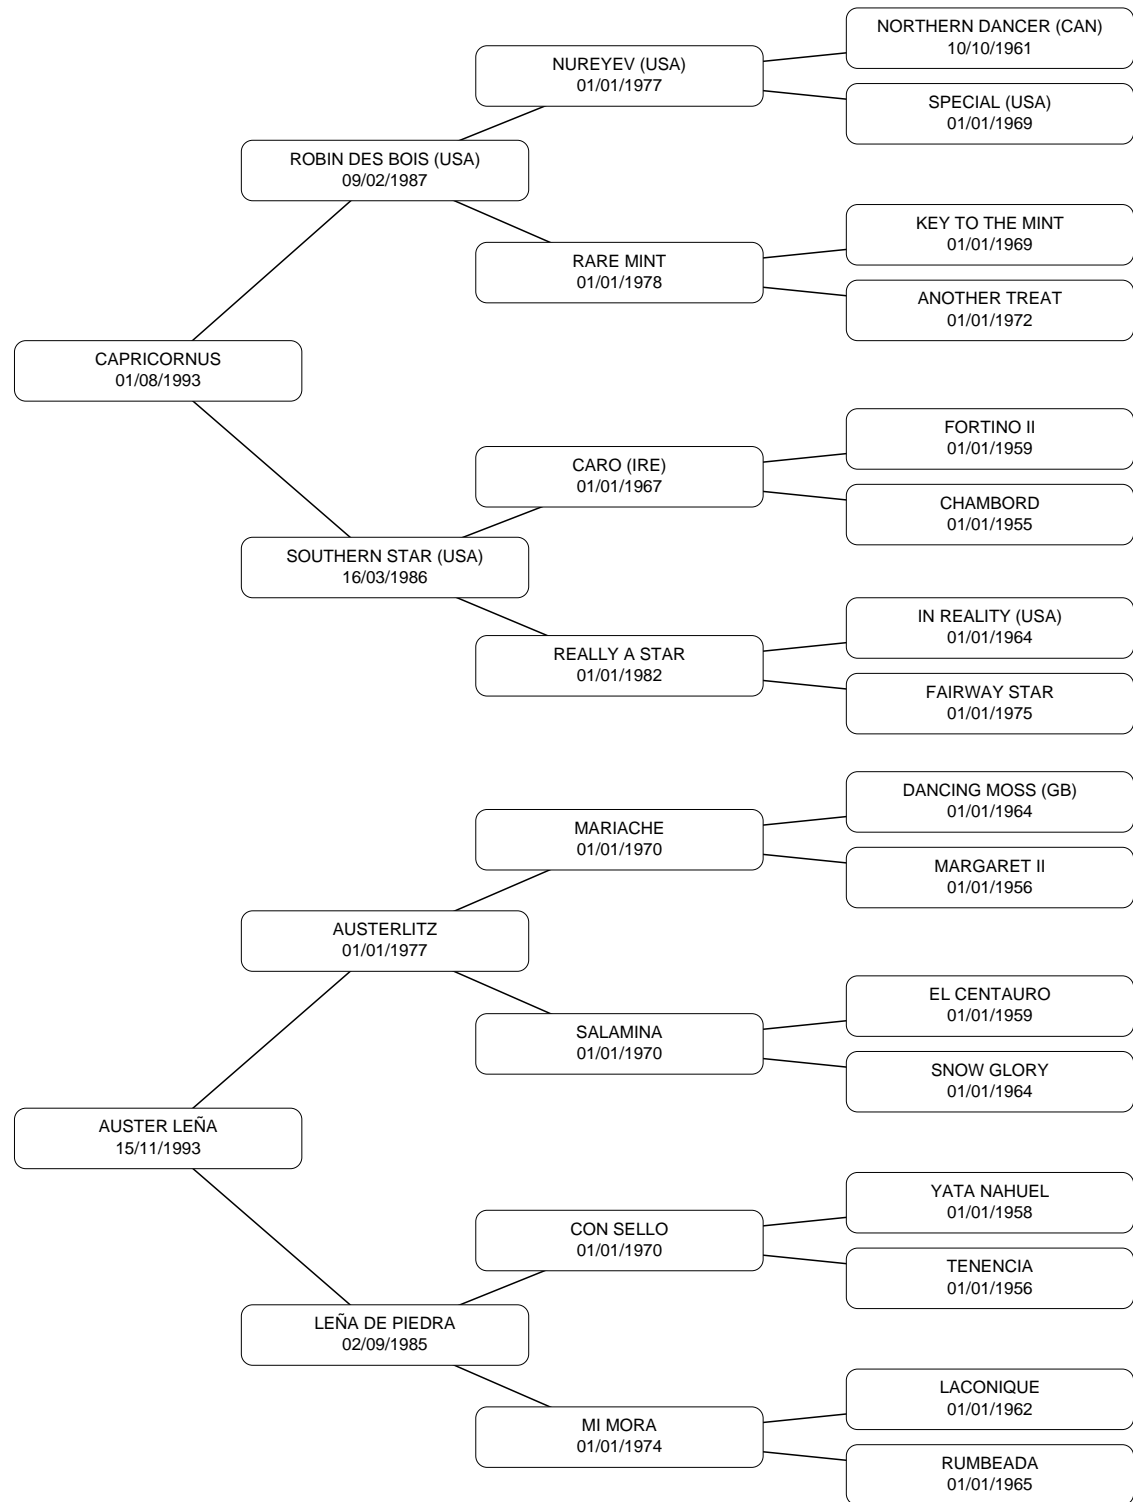 NORTHERN DANCER (CAN)
10/10/1961
NUREYEV (USA)
01/01/1977
SPECIAL (USA)
01/01/1969
ROBIN DES BOIS (USA)
09/02/1987
KEY TO THE MINT
01/01/1969
RARE MINT
01/01/1978
ANOTHER TREAT
01/01/1972
CAPRICORNUS
01/08/1993
FORTINO II
01/01/1959
CARO (IRE)
01/01/1967
CHAMBORD
01/01/1955
SOUTHERN STAR (USA)
16/03/1986
IN REALITY (USA)
01/01/1964
REALLY A STAR
01/01/1982
FAIRWAY STAR
01/01/1975
DANCING MOSS (GB)
01/01/1964
MARIACHE
01/01/1970
MARGARET II
01/01/1956
AUSTERLITZ
01/01/1977
EL CENTAURO
01/01/1959
SALAMINA
01/01/1970
SNOW GLORY
01/01/1964
AUSTER LEÑA
15/11/1993
YATA NAHUEL
01/01/1958
CON SELLO
01/01/1970
TENENCIA
01/01/1956
LEÑA DE PIEDRA
02/09/1985
LACONIQUE
01/01/1962
MI MORA
01/01/1974
RUMBEADA
01/01/1965